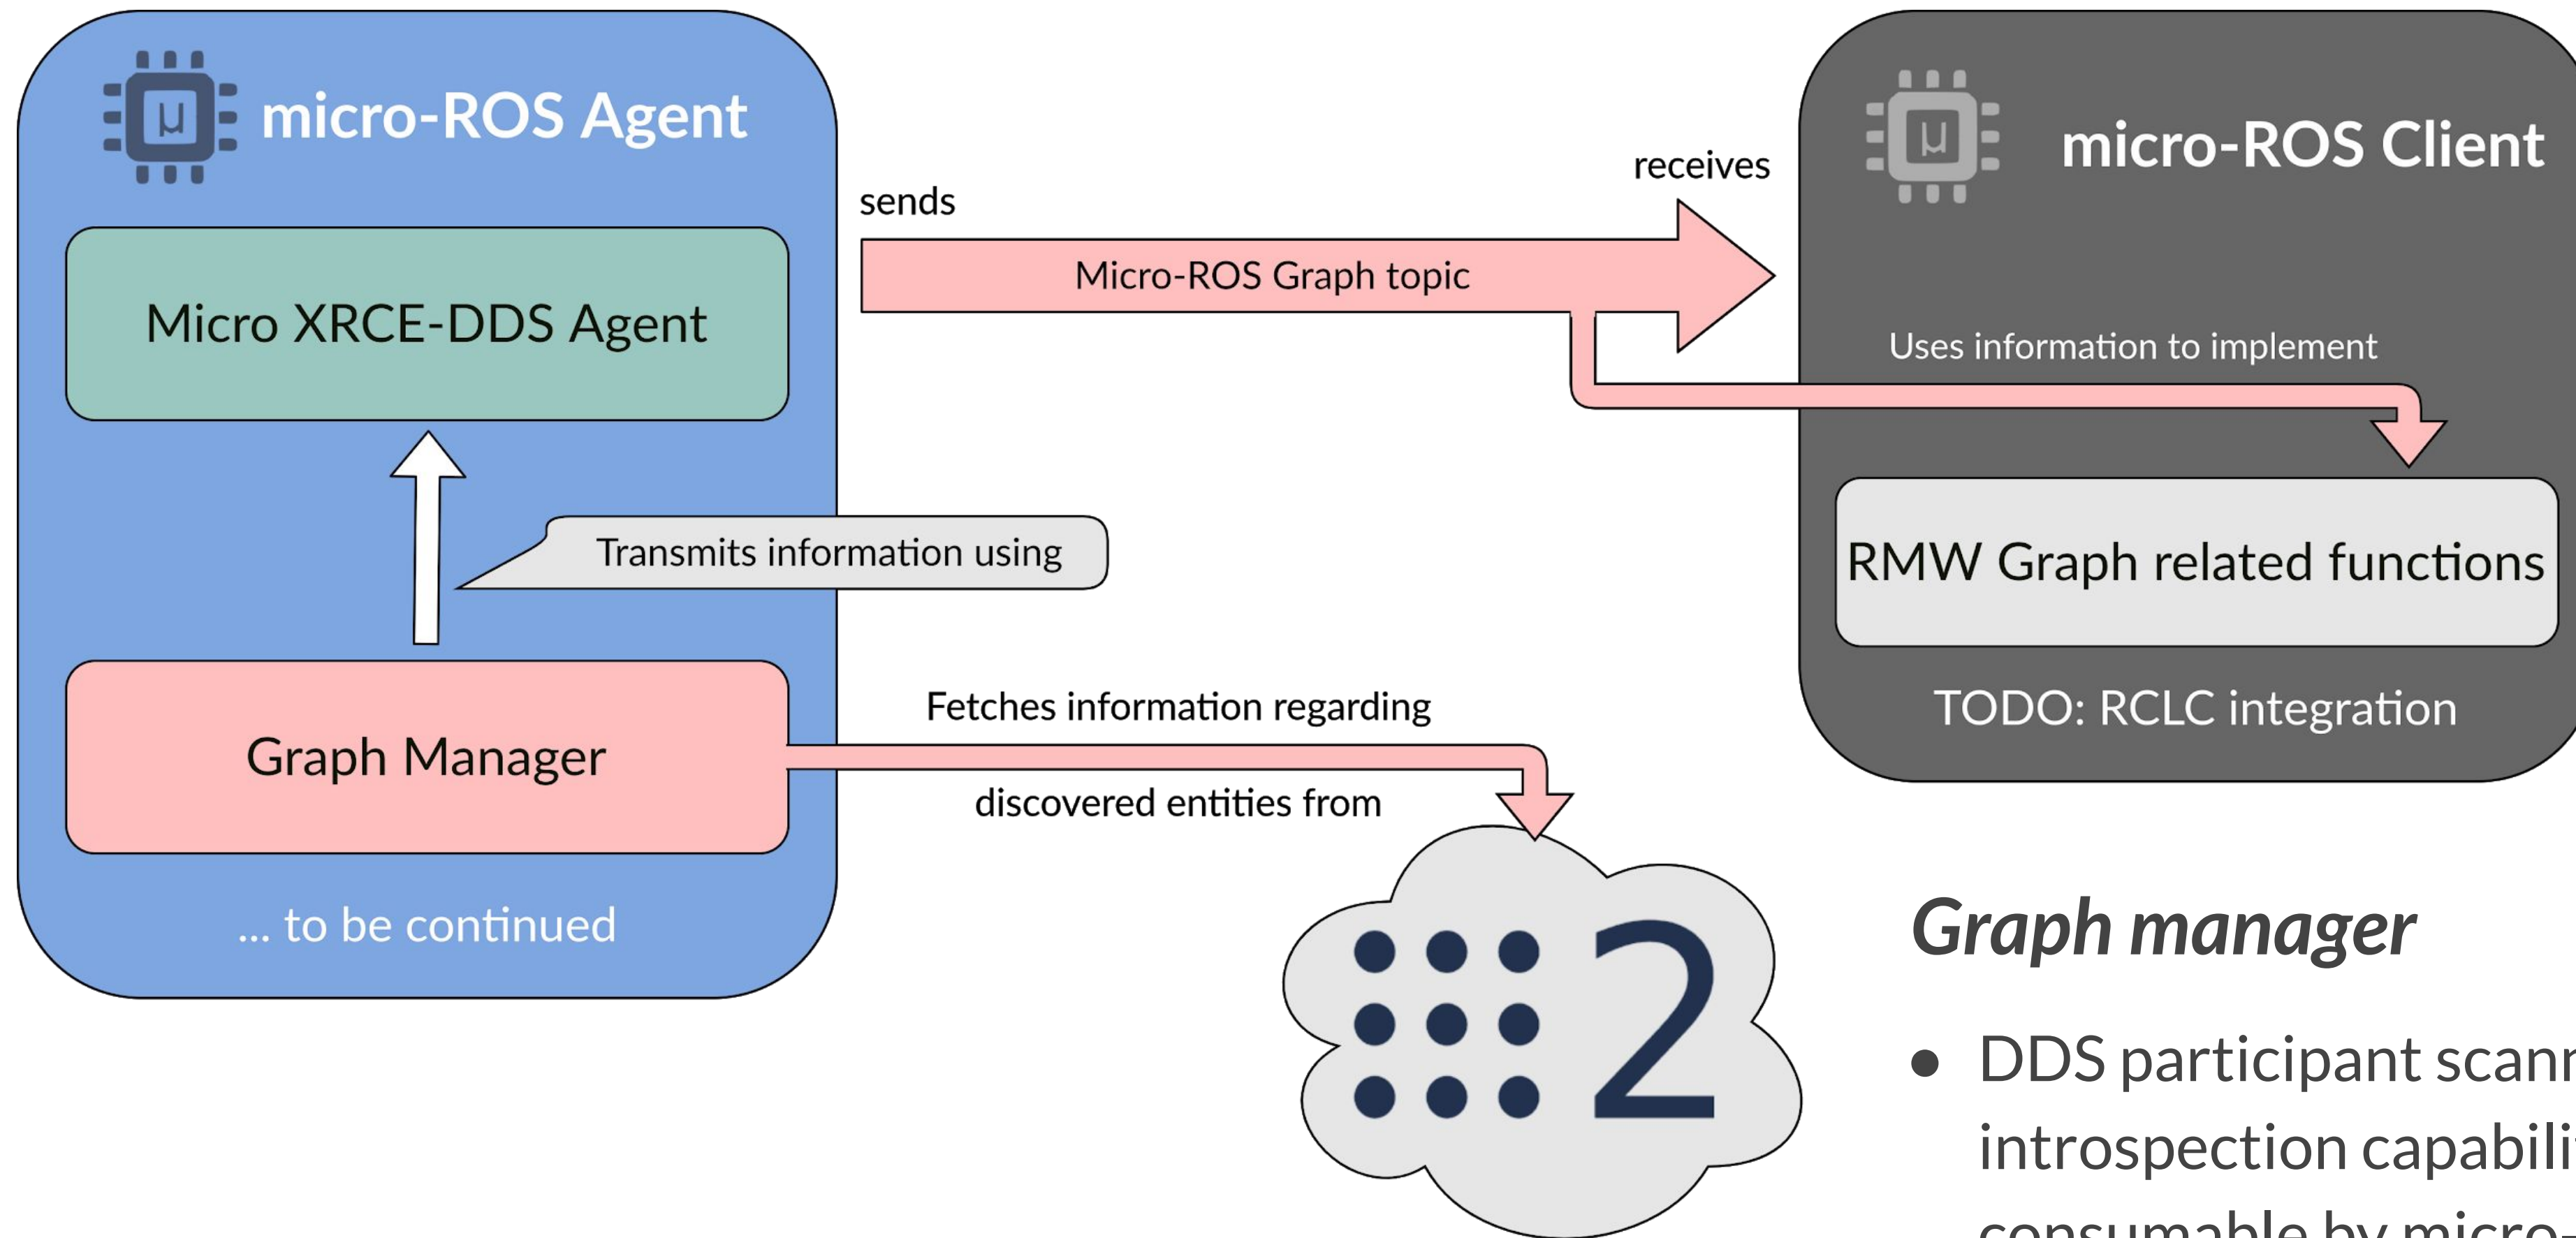 µ micro-ROS Agent
Micro XRCE-DDS Agent
Transmits information using
Graph Manager
... to be continued
sends
receives
Micro-ROS Graph topic
Fetches information regarding
discovered entities from
2
µ micro-ROS Client
Uses information to implement
RMW Graph related functions
TODO: RCLC integration
Graph manager
● DDS participant
introspection
consumable by